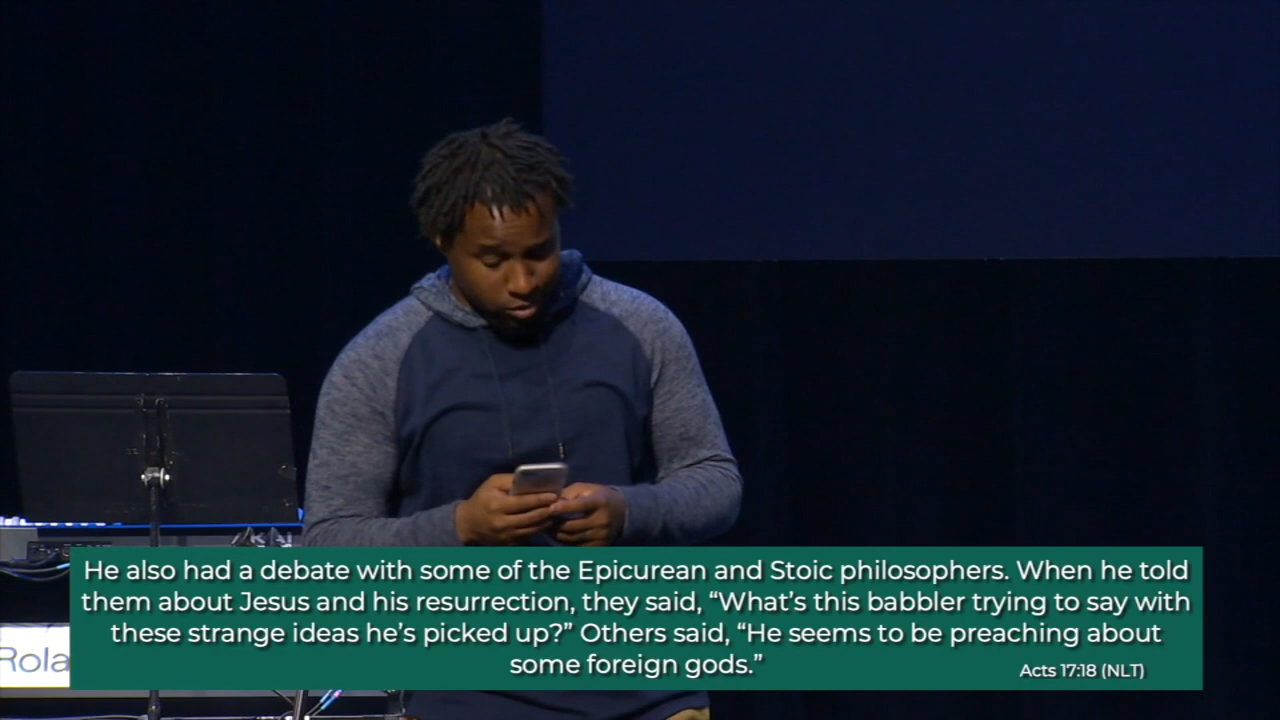 He also had a debate with some of the Epicurean and Stoic philosophers. When he told
them about Jesus and his resurrection, they said, “What’s this babbler trying to say with
these strange ideas he’s picked up?” Others said, “He seems to be preaching about
some foreign gods.”
Acts 17:18 (NLT)
Rola